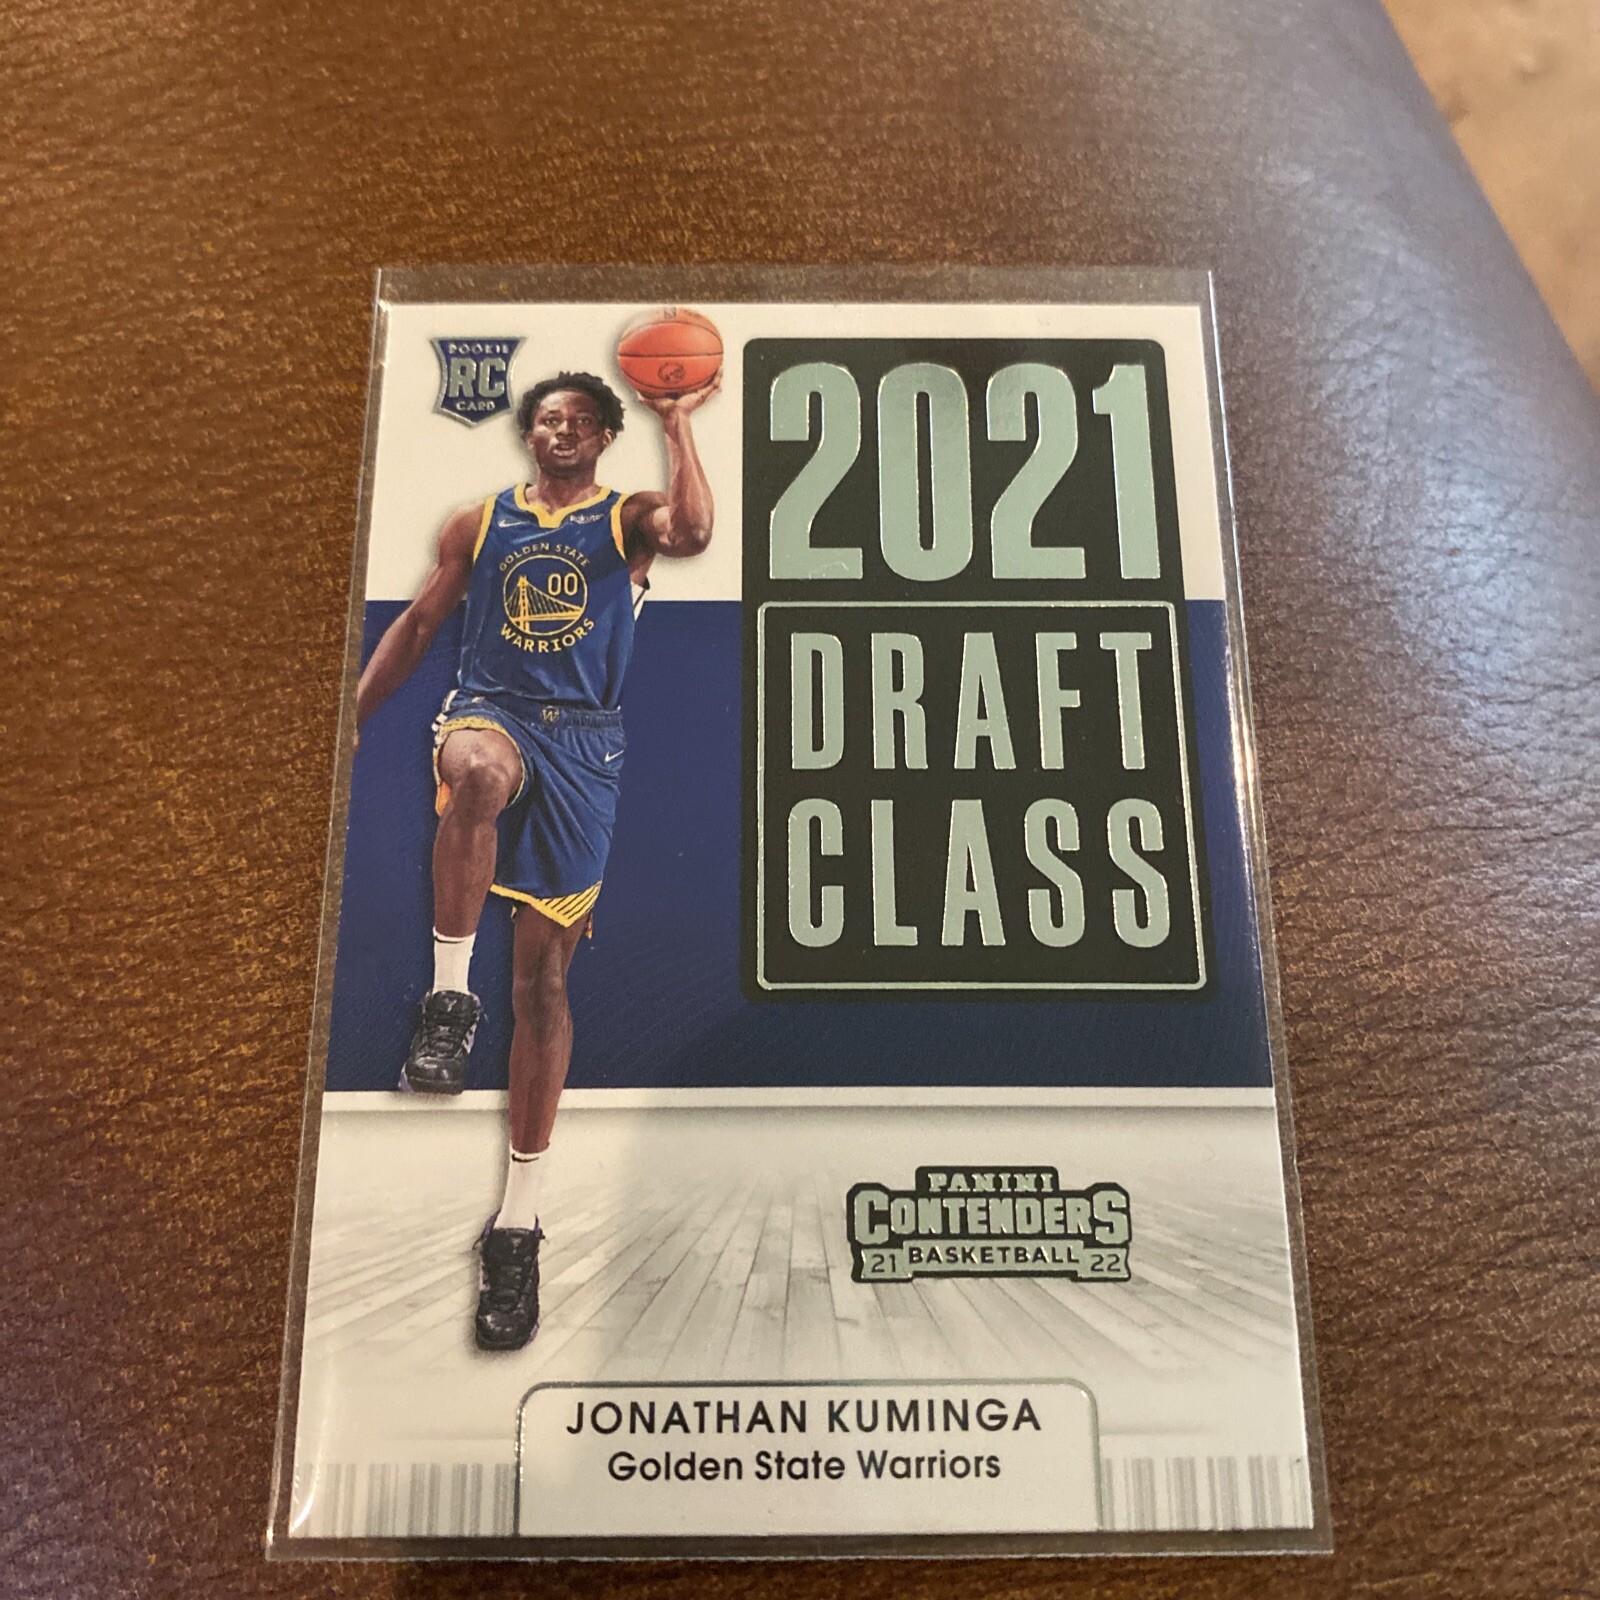 ROOKIE
RC
CARD
2021
DRAFT
CLASS
Rakuten
GOLDEN STATE
00
WARRIORS
PANINI
CONTENDERS
21 BASKETBALL 22
JONATHAN KUMINGA
Golden State Warriors